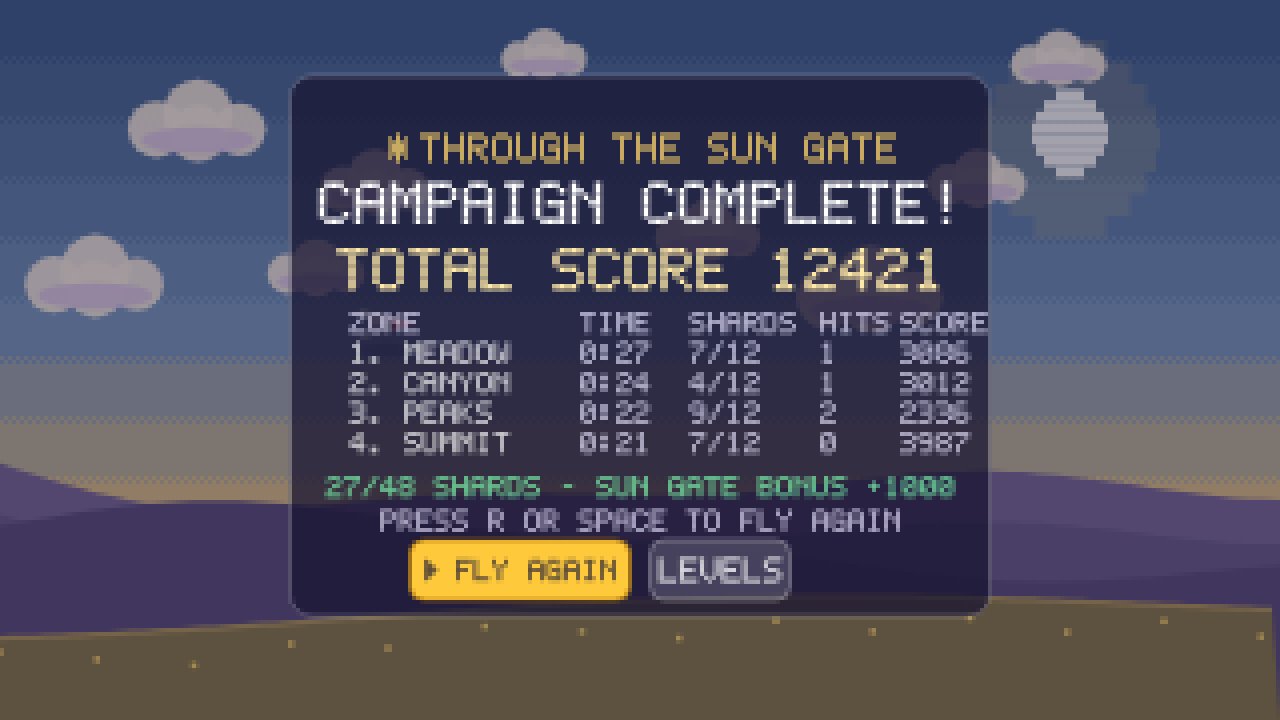 * THROUGH THE SUN GATE
CAMPAIGN COMPLETE!
TOTAL SCORE 12421
ZONE TIME SHARDS HITS SCORE
1. MEADOW 0:27 7/12 1 3086
2. CANYON 0:24 4/12 1 3012
3. PEAKS 0:22 9/12 2 2336
4. SUMMIT 0:21 7/12 0 3987
27/48 SHARDS - SUN GATE BONUS +1000
PRESS R OR SPACE TO FLY AGAIN
FLY AGAIN LEVELS